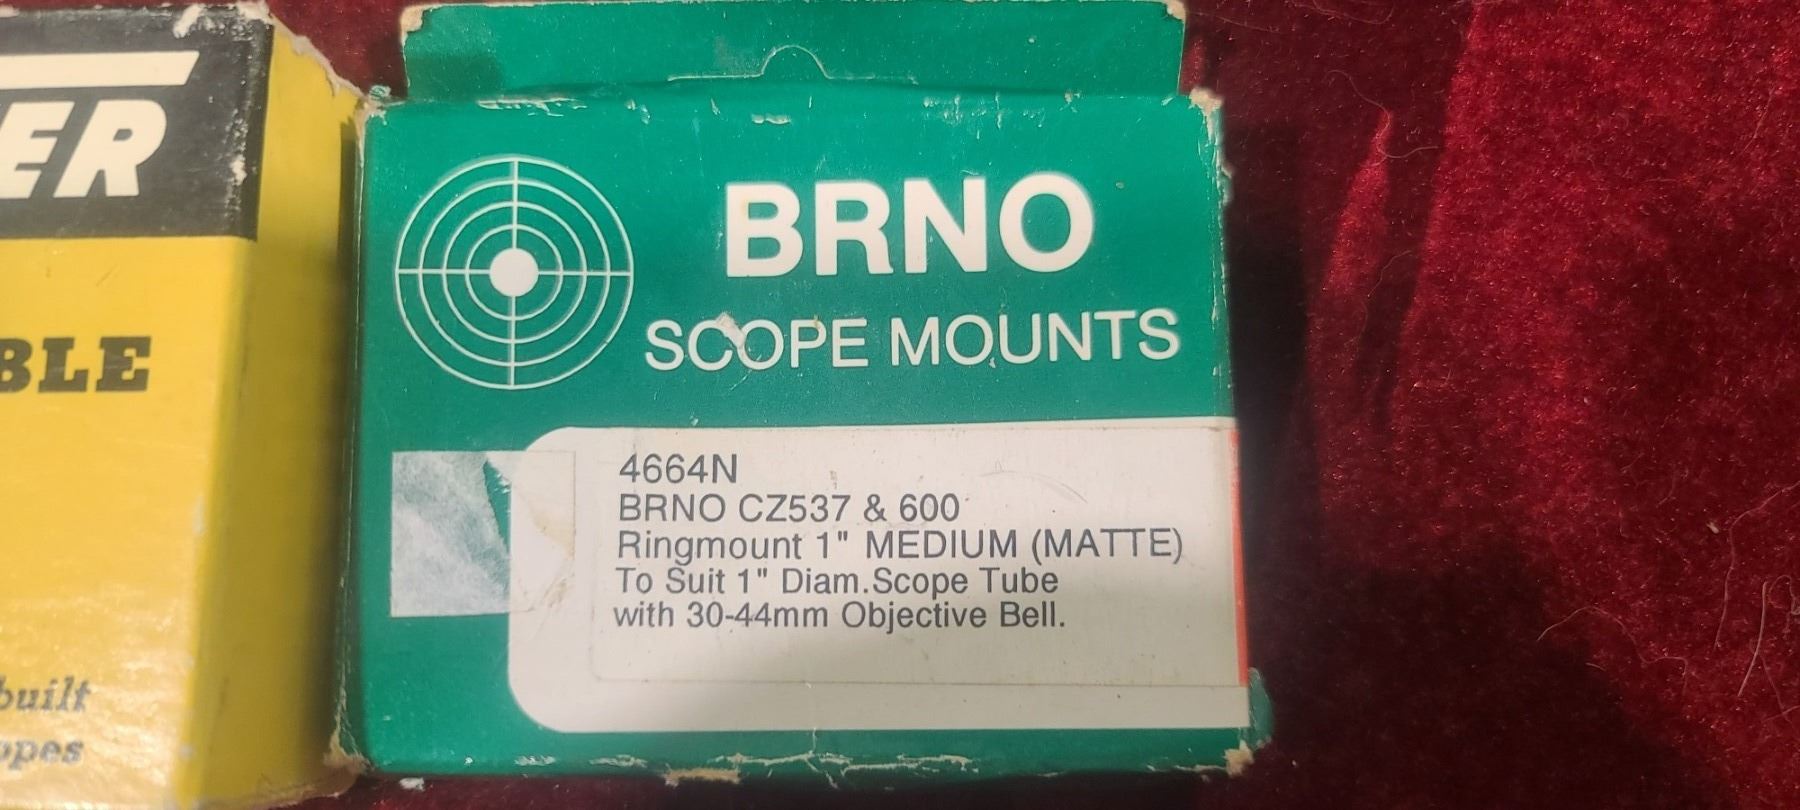 ER
BLE
built
opes
BRNO
SCOPE MOUNTS
4664N
BRNO CZ537 & 600
Ringmount 1" MEDIUM (MATTE)
To Suit 1" Diam.Scope Tube
with 30-44mm Objective Bell.